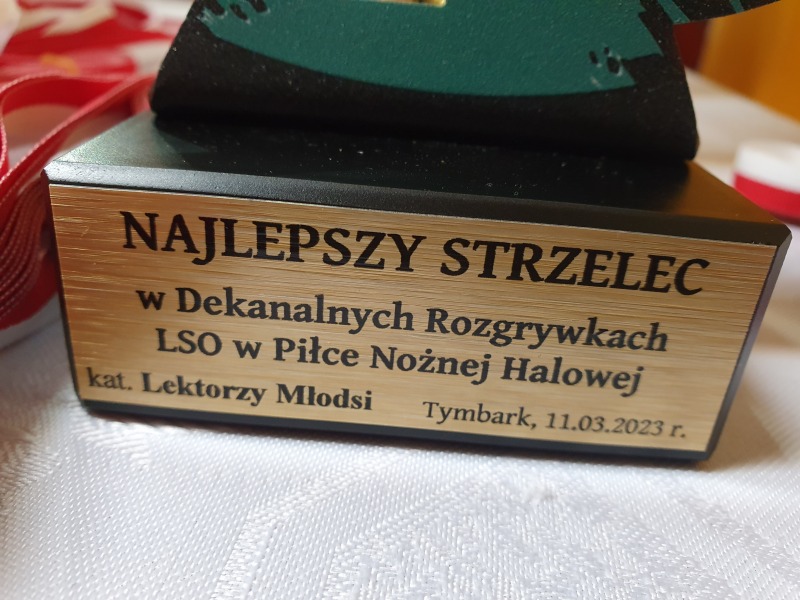 NAJLEPSZY STRZELEC
w Dekanalnych Rozgrywkach
LSO w Piłce Nożnej Halowej
kat. Lektorzy Młodsi
Tymbark, 11.03.2023 r.